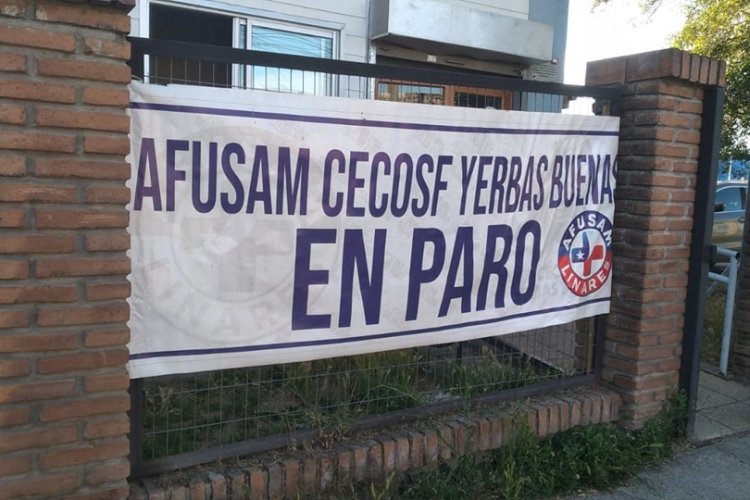 AFUSAM CECOSF YERBAS BUENAS
EN PARO
AFUSAM
LINARES